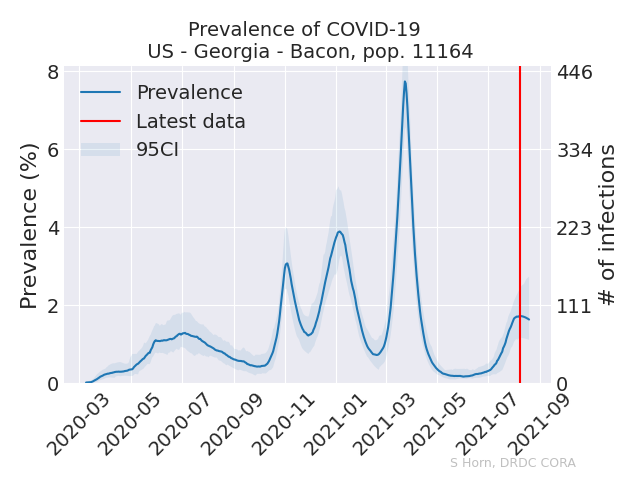 Prevalence of COVID-19
US - Georgia - Bacon, pop. 11164
Prevalence
Latest data
95CI
Prevalence (%)
8
6
4
2
0
446
334
223
111
0
# of infections
2020-03
2020-05
2020-07
2020-09
2020-11
2021-01
2021-03
2021-05
2021-07
2021-09
S Horn, DRDC CORA